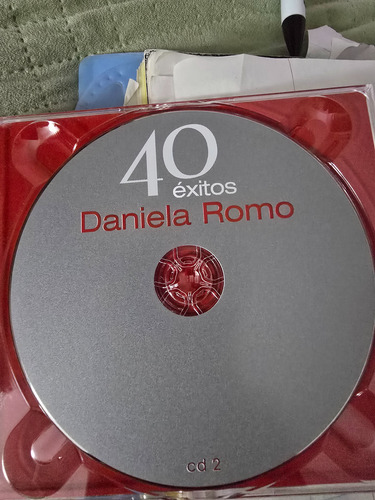 40
éxitos
Daniela Romo
cd 2